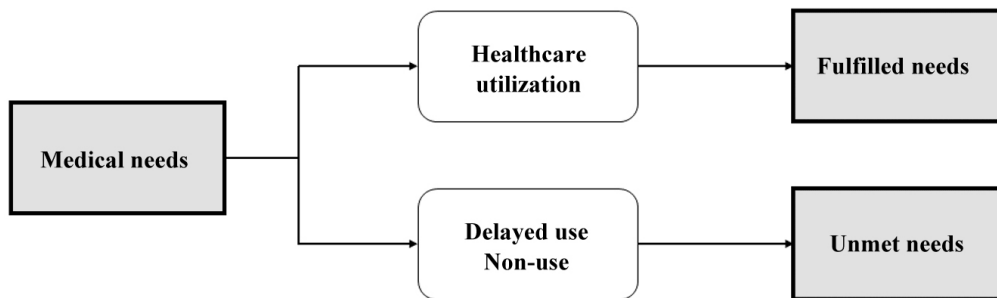 Medical needs
Healthcare
utilization
Fulfilled needs
Delayed use
Non-use
Unmet needs